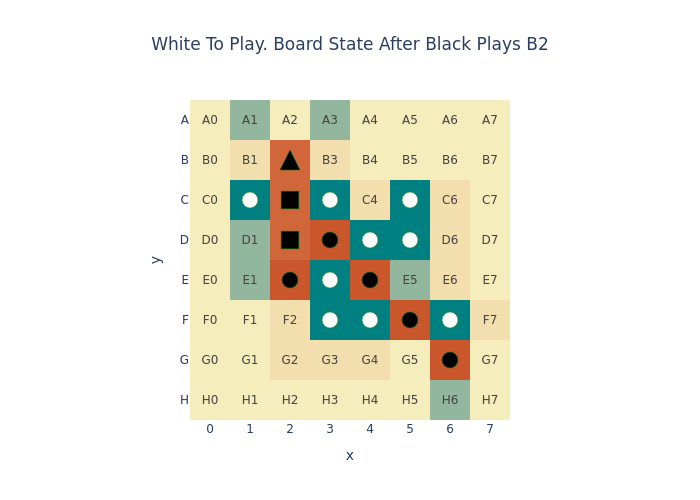 White To Play. Board State After Black Plays B2
A A0 A1 A2 A3 A4 A5 A6 A7
B B0 B1 B3 B4 B5 B6 B7
C C0 C4 C6 C7
D D0 D1 D6 D7
E E0 E1 E5 E6 E7
F F0 F1 F2 F7
G G0 G1 G2 G3 G4 G5 G7
H H0 H1 H2 H3 H4 H5 H6 H7
0 1 2 3 4 5 6 7
x
y